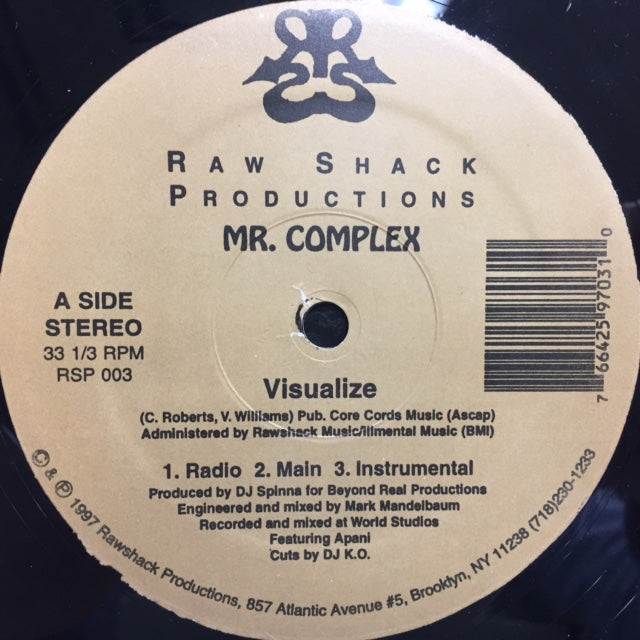 RAW SHACK
PRODUCTIONS
MR. COMPLEX
A SIDE
STEREO
33 1/3 RPM
RSP 003
7 66425 97031 0
Visualize
(C. Roberts, V. Williams) Pub. Core Cords Music (Ascap)
Administered by Rawshack Music/Illmental Music (BMI)
1. Radio 2. Main 3. Instrumental
Produced by DJ Spinna for Beyond Real Productions
Engineered and mixed by Mark Mandelbaum
Recorded and mixed at World Studios
Featuring Apani
Cuts by DJ K.O.
© & ℗ 1997 Rawshack Productions, 857 Atlantic Avenue #5, Brooklyn, NY 11238 (718)230-1233